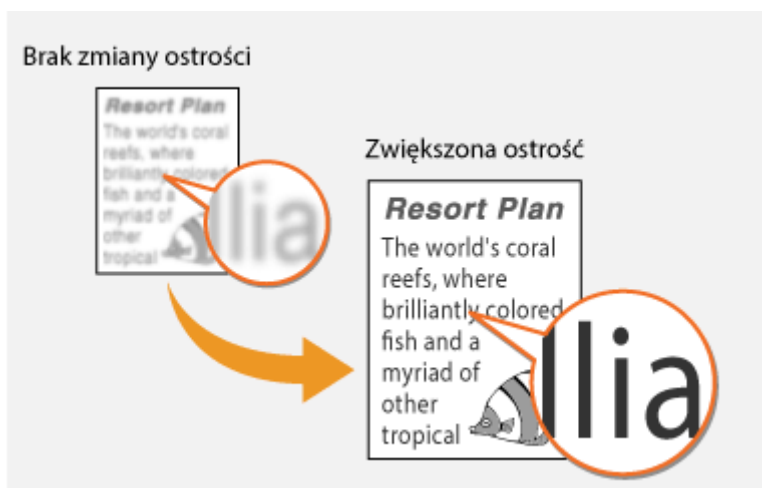 Brak zmiany ostrości
Resort Plan
The world's coral
reefs, where
brilliantly colored
fish and a
myriad of
other
tropical
lia
Zwiększona ostrość
Resort Plan
The world's coral
reefs, where
brilliantly colored
fish and a
myriad of
other
tropical
llia